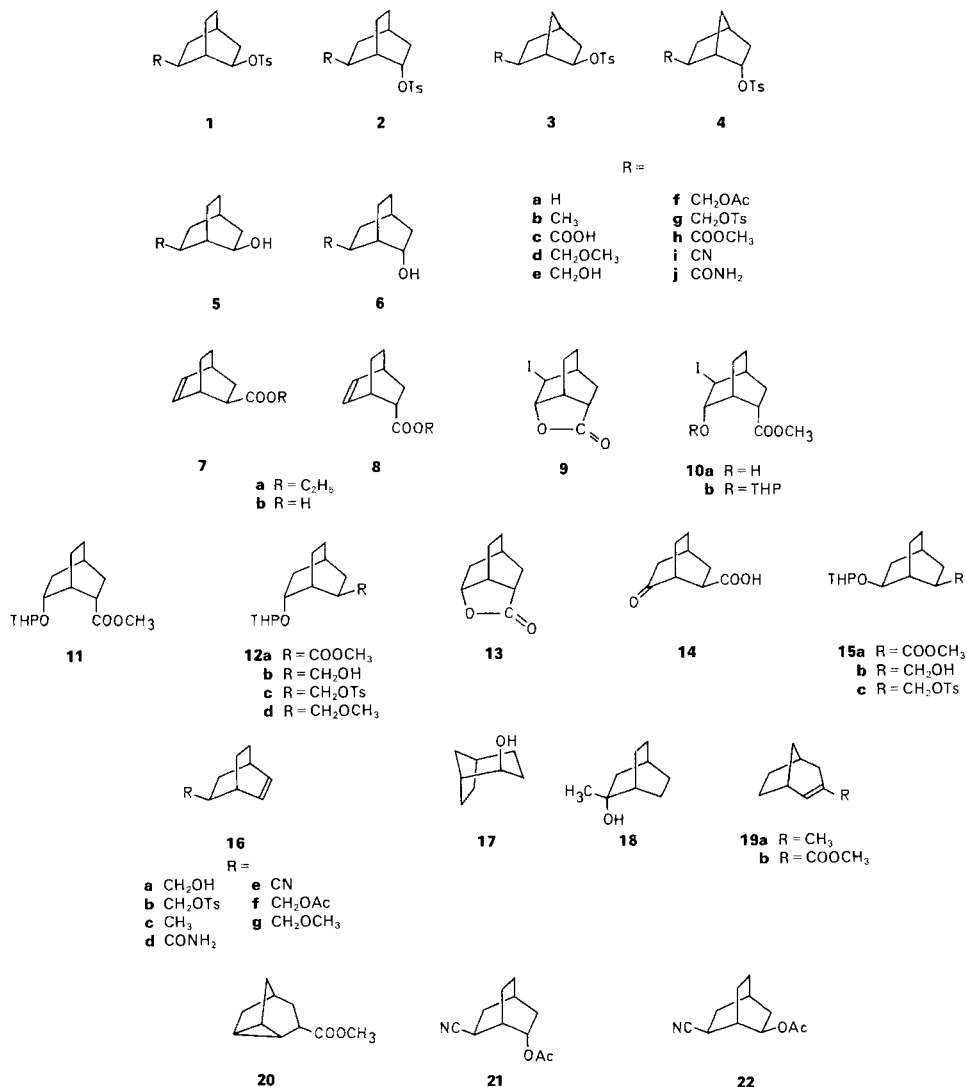 R OTs R OTs R OTs R OTs
1 2 3 4
R =
a H f CH₂OAc
b CH₃ g CH₂OTs
c COOH h COOCH₃
d CH₂OCH₃ i CN
e CH₂OH j CONH₂
R OH R OH
5 6
COOR COOR I O C O I RO COOCH₃
7 8 9 10a R = H
b R = THP
a R = C₂H₅
b R = H
THPO COOCH₃ THPO R O C O O COOH THPO R
11 12a R = COOCH₃ 13 14 15a R = COOCH₃
b R = CH₂OH b R = CH₂OH
c R = CH₂OTs c R = CH₂OTs
d R = CH₂OCH₃
R OH H₃C OH R
16 17 18 19a R = CH₃
b R = COOCH₃
R =
a CH₂OH e CN
b CH₂OTs f CH₂OAc
c CH₃ g CH₂OCH₃
d CONH₂
COOCH₃ NC OAc NC OAc
20 21 22